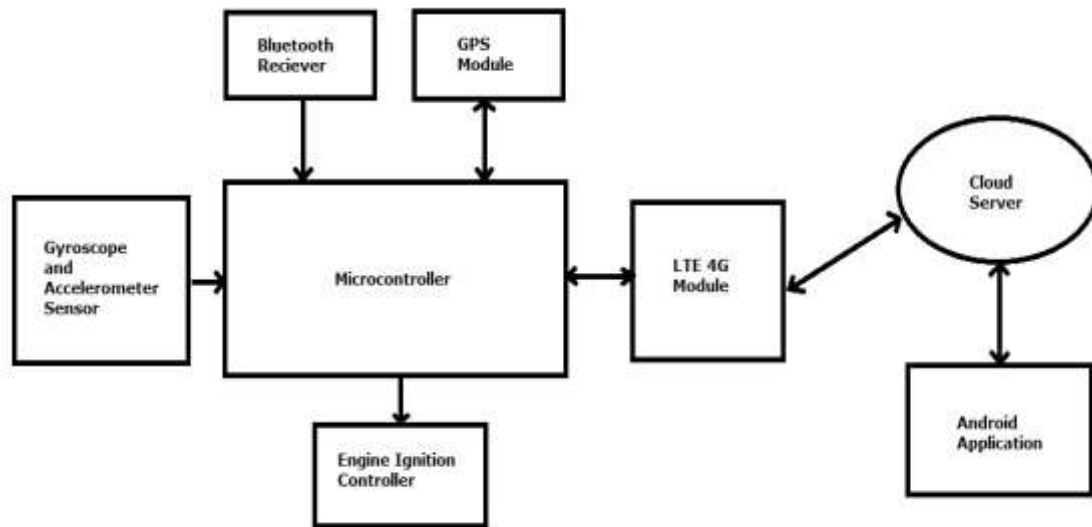 Bluetooth
Reciever
GPS
Module
Cloud
Server
Gyroscope
and
Accelerometer
Sensor
Microcontroller
LTE 4G
Module
Android
Application
Engine Ignition
Controller